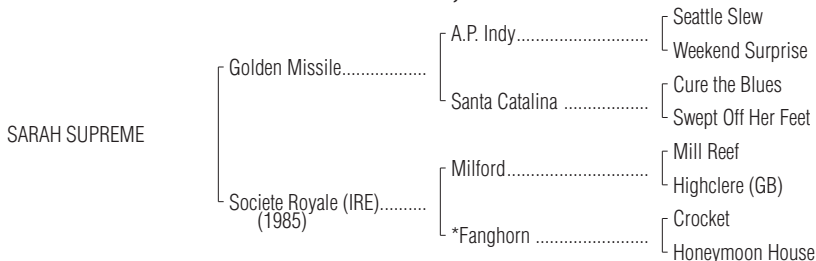 Seattle Slew
A.P. Indy
Weekend Surprise
Golden Missile
Cure the Blues
Santa Catalina
Swept Off Her Feet
SARAH SUPREME
Mill Reef
Milford
Highclere (GB)
Societe Royale (IRE)
(1985)
Crocket
*Fanghorn
Honeymoon House